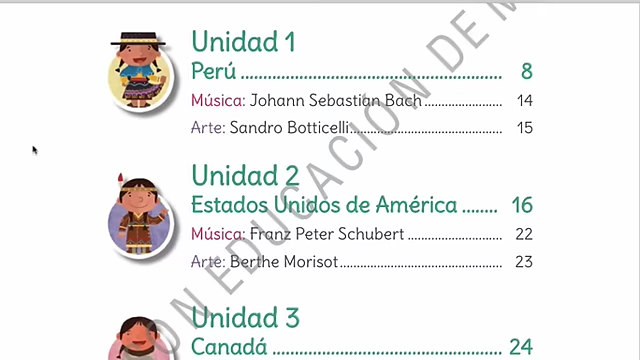 Unidad 1
Perú ........................................................ 8
Música: Johann Sebastian Bach ........................ 14
Arte: Sandro Botticelli ............................................ 15
Unidad 2
Estados Unidos de América ........ 16
Música: Franz Peter Schubert ............................ 22
Arte: Berthe Morisot ............................................... 23
Unidad 3
Canadá ................................................. 24
ON EDUCACION DE M